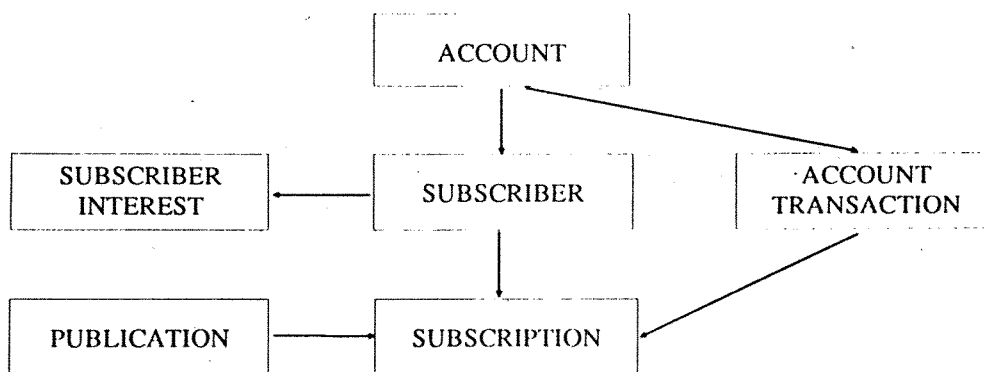 ACCOUNT
SUBSCRIBER
INTEREST
SUBSCRIBER
ACCOUNT
TRANSACTION
PUBLICATION
SUBSCRIPTION